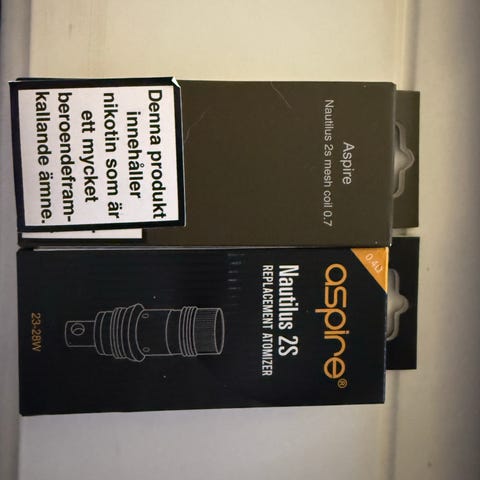 Aspire
Nautilus 2s mesh coil 0.7
Denna produkt
innehåller
nikotin som är
ett mycket
beroendefram-
kallande ämne.
0.4Ω
aspire®
Nautilus 2S
REPLACEMENT ATOMIZER
23-28W